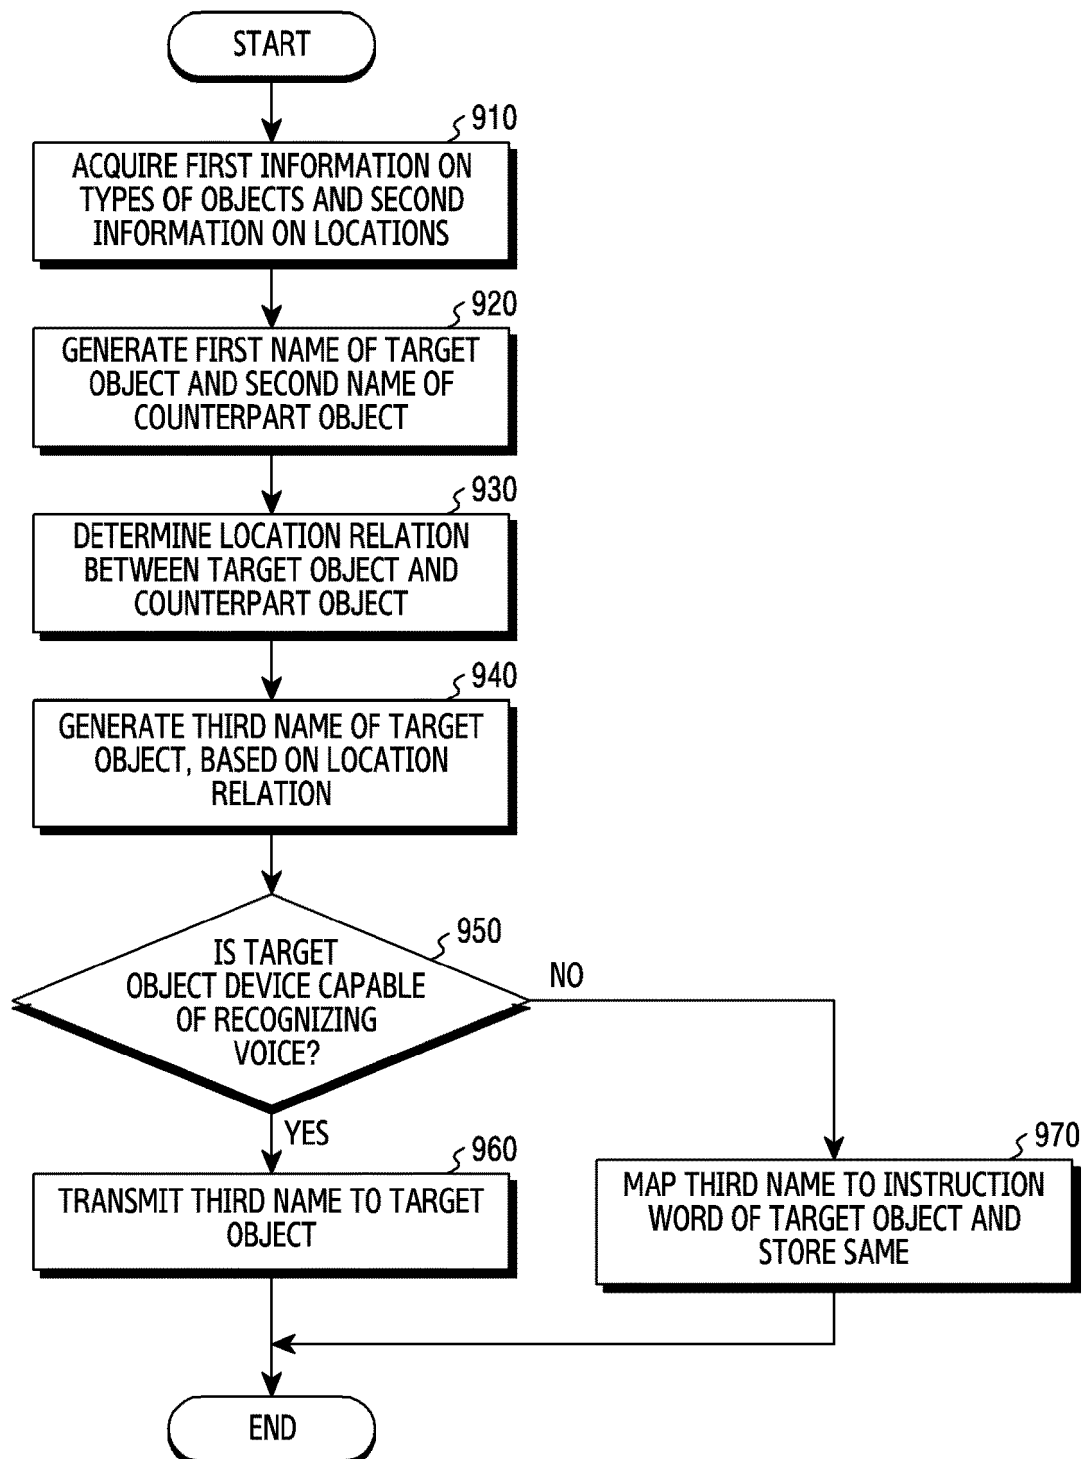 START
910
ACQUIRE FIRST INFORMATION ON
TYPES OF OBJECTS AND SECOND
INFORMATION ON LOCATIONS
920
GENERATE FIRST NAME OF TARGET
OBJECT AND SECOND NAME OF
COUNTERPART OBJECT
930
DETERMINE LOCATION RELATION
BETWEEN TARGET OBJECT AND
COUNTERPART OBJECT
940
GENERATE THIRD NAME OF TARGET
OBJECT, BASED ON LOCATION
RELATION
950
IS TARGET
OBJECT DEVICE CAPABLE
OF RECOGNIZING
VOICE?
NO
YES
960
TRANSMIT THIRD NAME TO TARGET
OBJECT
970
MAP THIRD NAME TO INSTRUCTION
WORD OF TARGET OBJECT AND
STORE SAME
END